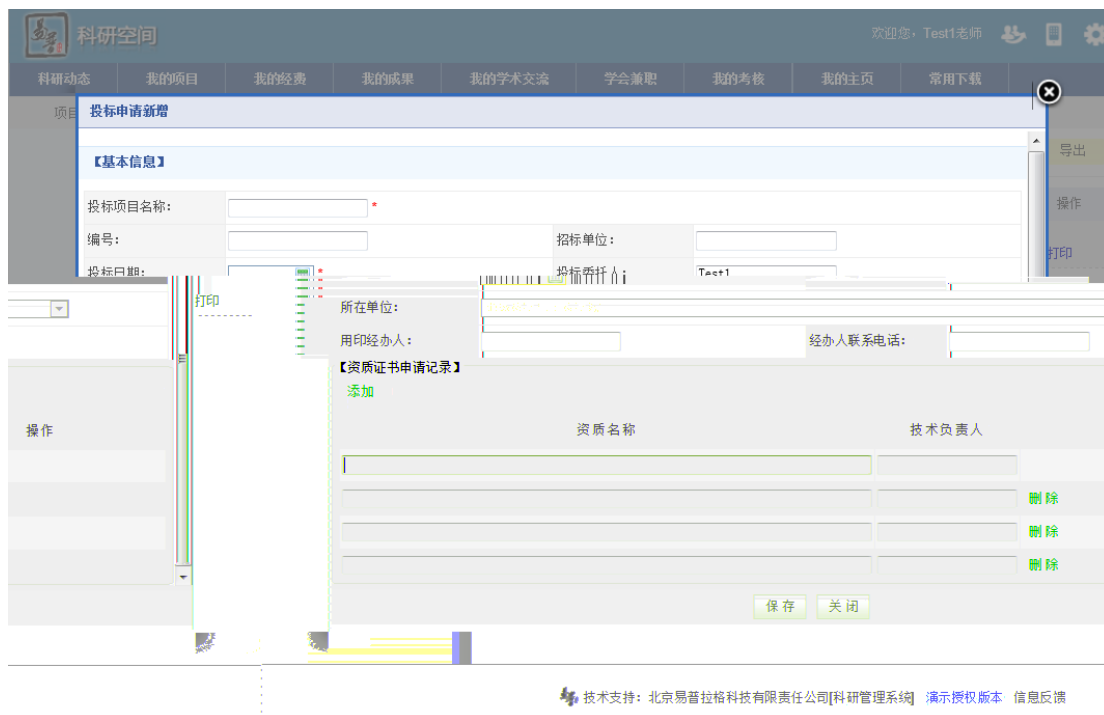 科研空间
欢迎您,Test1老师
科研动态 我的项目 我的经费 我的成果 我的学术交流 学会兼职 我的考核 我的主页 常用下载
项目
投标申请新增
导出
【基本信息】
投标项目名称: *
操作
编号: 招标单位:
打印
投标日期: * 投标委托人: Test1
打印
所在单位:
用印经办人: 经办人联系电话:
【资质证书申请记录】
添加
操作 资质名称 技术负责人
删除
删除
删除
保存 关闭
技术支持:北京易普拉格科技有限责任公司[科研管理系统] 演示授权版本 信息反馈